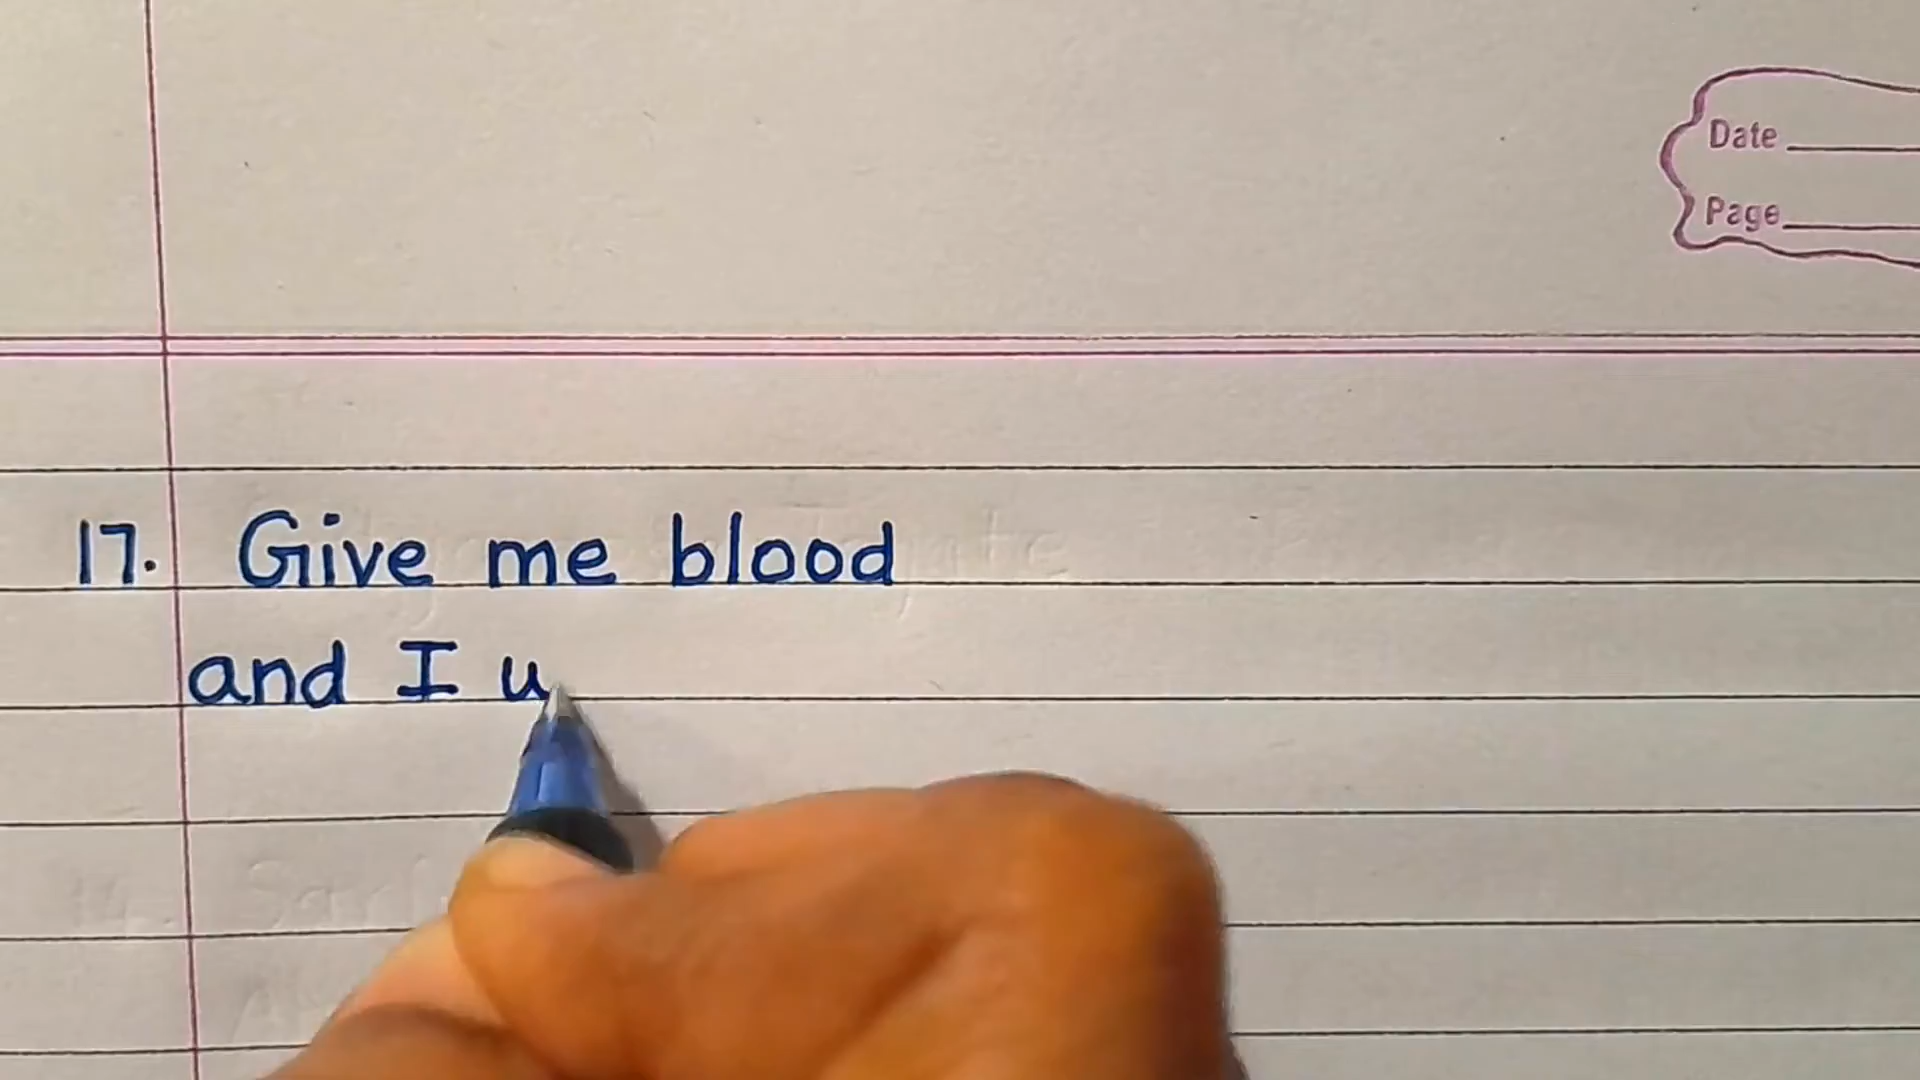 Date
Page
17. Give me blood
and I u